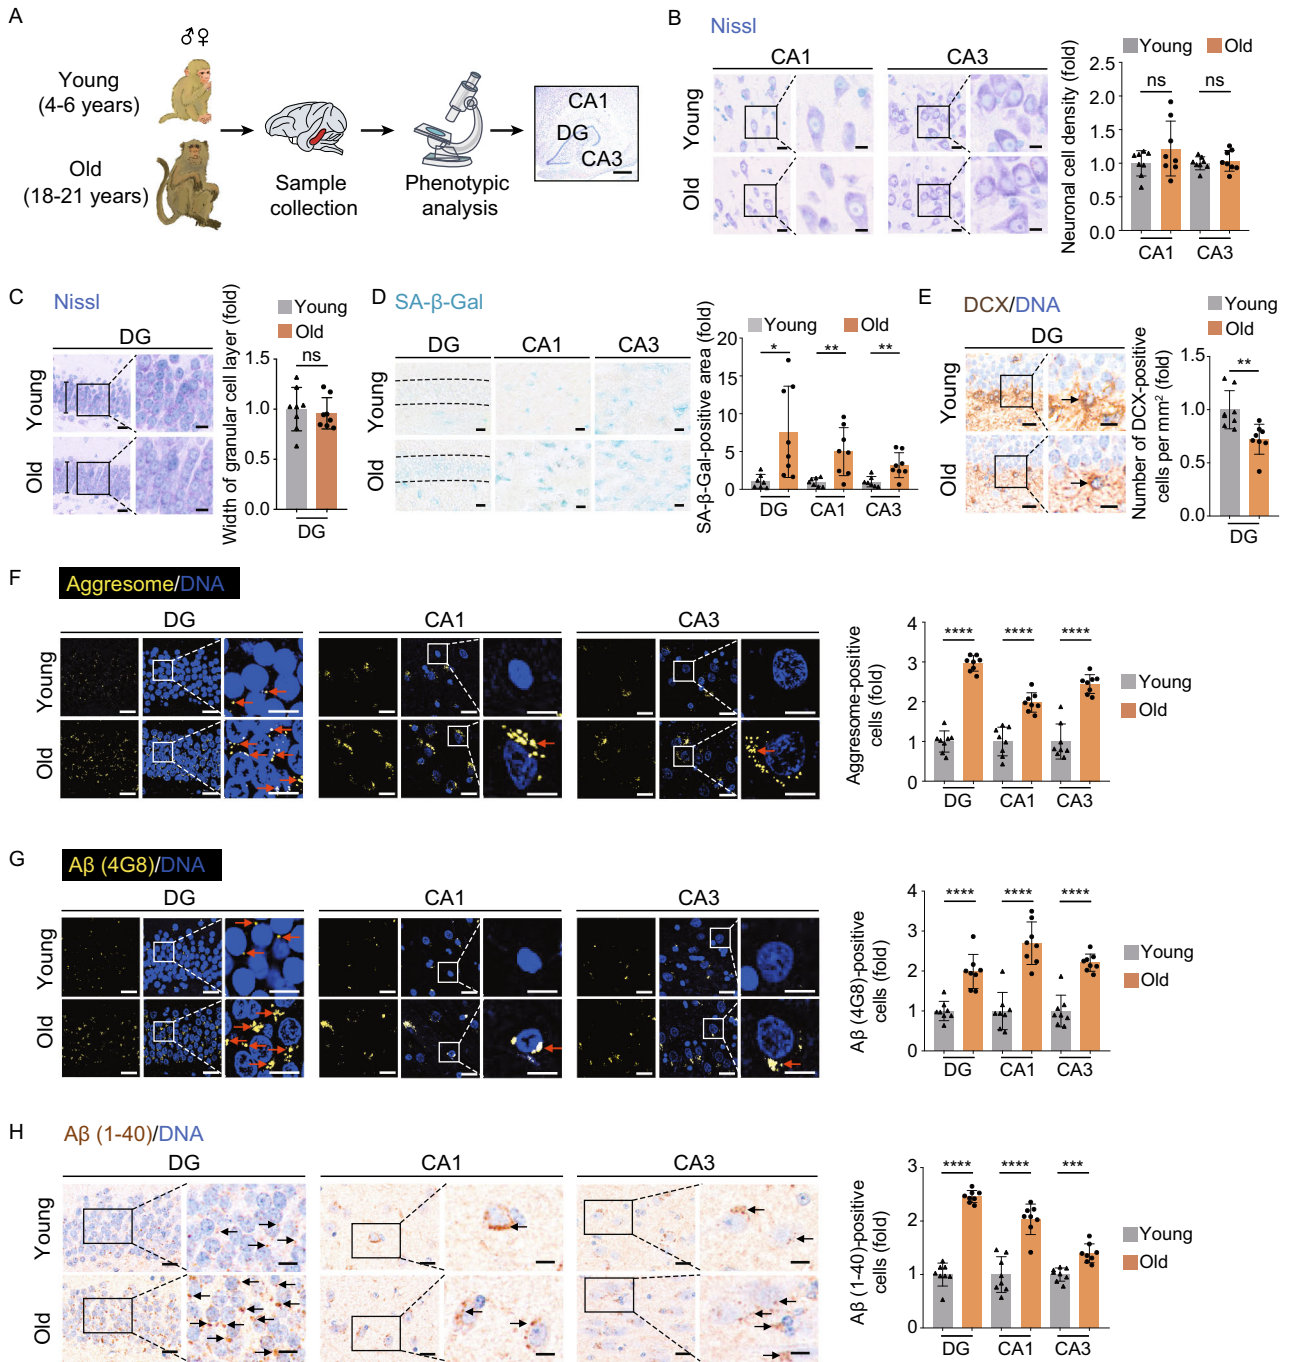 A
♂♀
Young
(4-6 years)
Old
(18-21 years)
Sample
collection
Phenotypic
analysis
CA1
DG
CA3
B
Nissl
CA1
CA3
Young
Old
Young
Old
Neuronal cell density (fold)
2.5
2.0
1.5
1.0
0.5
0.0
ns
ns
CA1
CA3
C
Nissl
DG
Young
Old
Young
Old
Width of granular cell layer (fold)
1.5
1.0
0.5
0.0
ns
DG
D
SA-β-Gal
DG
CA1
CA3
Young
Old
Young
Old
SA-β-Gal-positive area (fold)
20
15
10
5
0
*
**
**
DG
CA1
CA3
E
DCX/DNA
DG
Young
Old
Young
Old
Number of DCX-positive
cells per mm² (fold)
1.5
1.0
0.5
0.0
**
DG
F
Aggresome/DNA
DG
CA1
CA3
Young
Old
Aggresome-positive
cells (fold)
4
3
2
1
0
****
****
****
DG
CA1
CA3
Young
Old
G
Aβ (4G8)/DNA
DG
CA1
CA3
Young
Old
Aβ (4G8)-positive
cells (fold)
4
3
2
1
0
****
****
****
DG
CA1
CA3
Young
Old
H
Aβ (1-40)/DNA
DG
CA1
CA3
Young
Old
Aβ (1-40)-positive
cells (fold)
3
2
1
0
****
****
***
DG
CA1
CA3
Young
Old